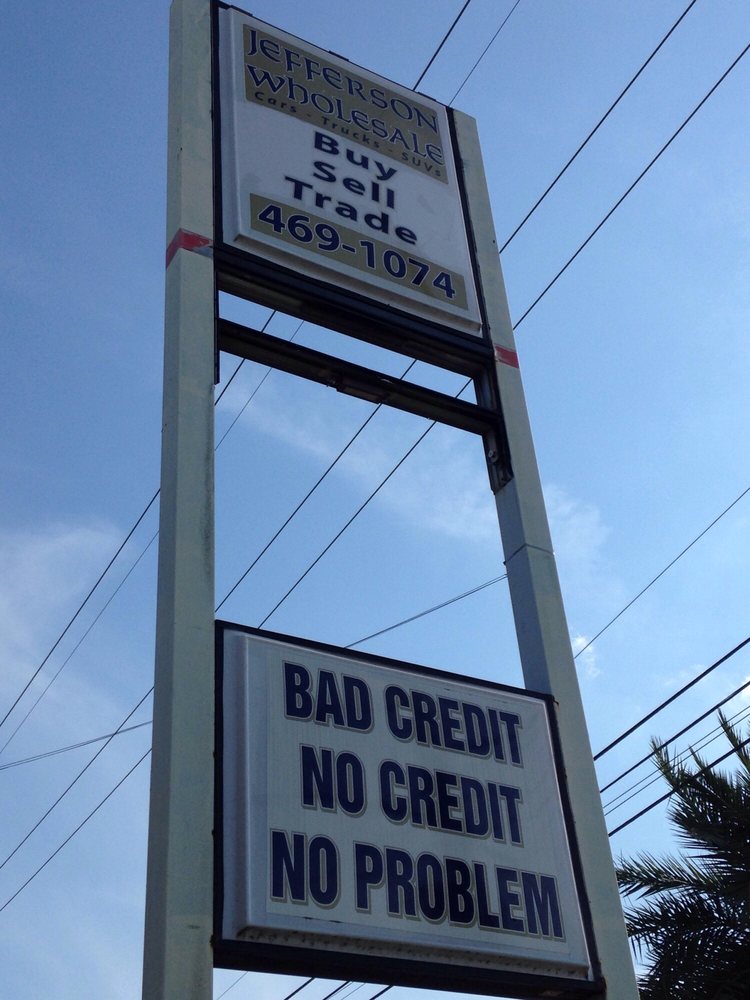 JEFFERSON
WHOLESALE
Cars - Trucks - SUVs
Buy
Sell
Trade
469-1074
BAD CREDIT
NO CREDIT
NO PROBLEM